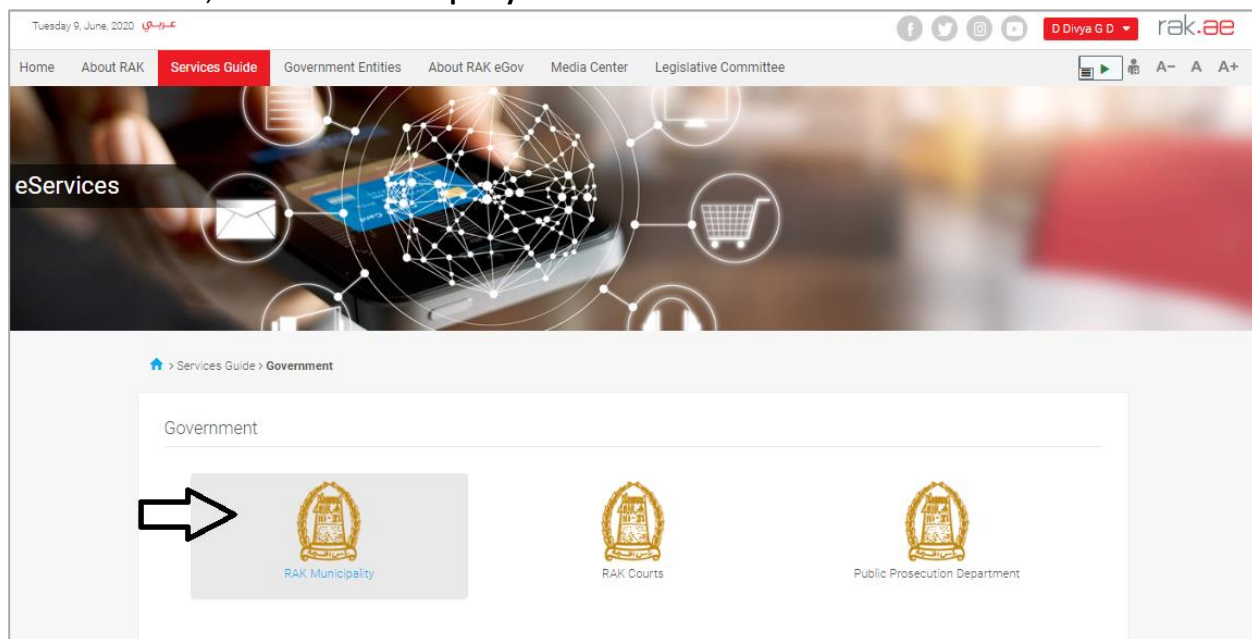 Tuesday 9, June, 2020 عربي
D Divya G D
rak.ae
Home About RAK Services Guide Government Entities About RAK eGov Media Center Legislative Committee A- A A+
eServices
> Services Guide > Government
Government
RAK Municipality RAK Courts Public Prosecution Department